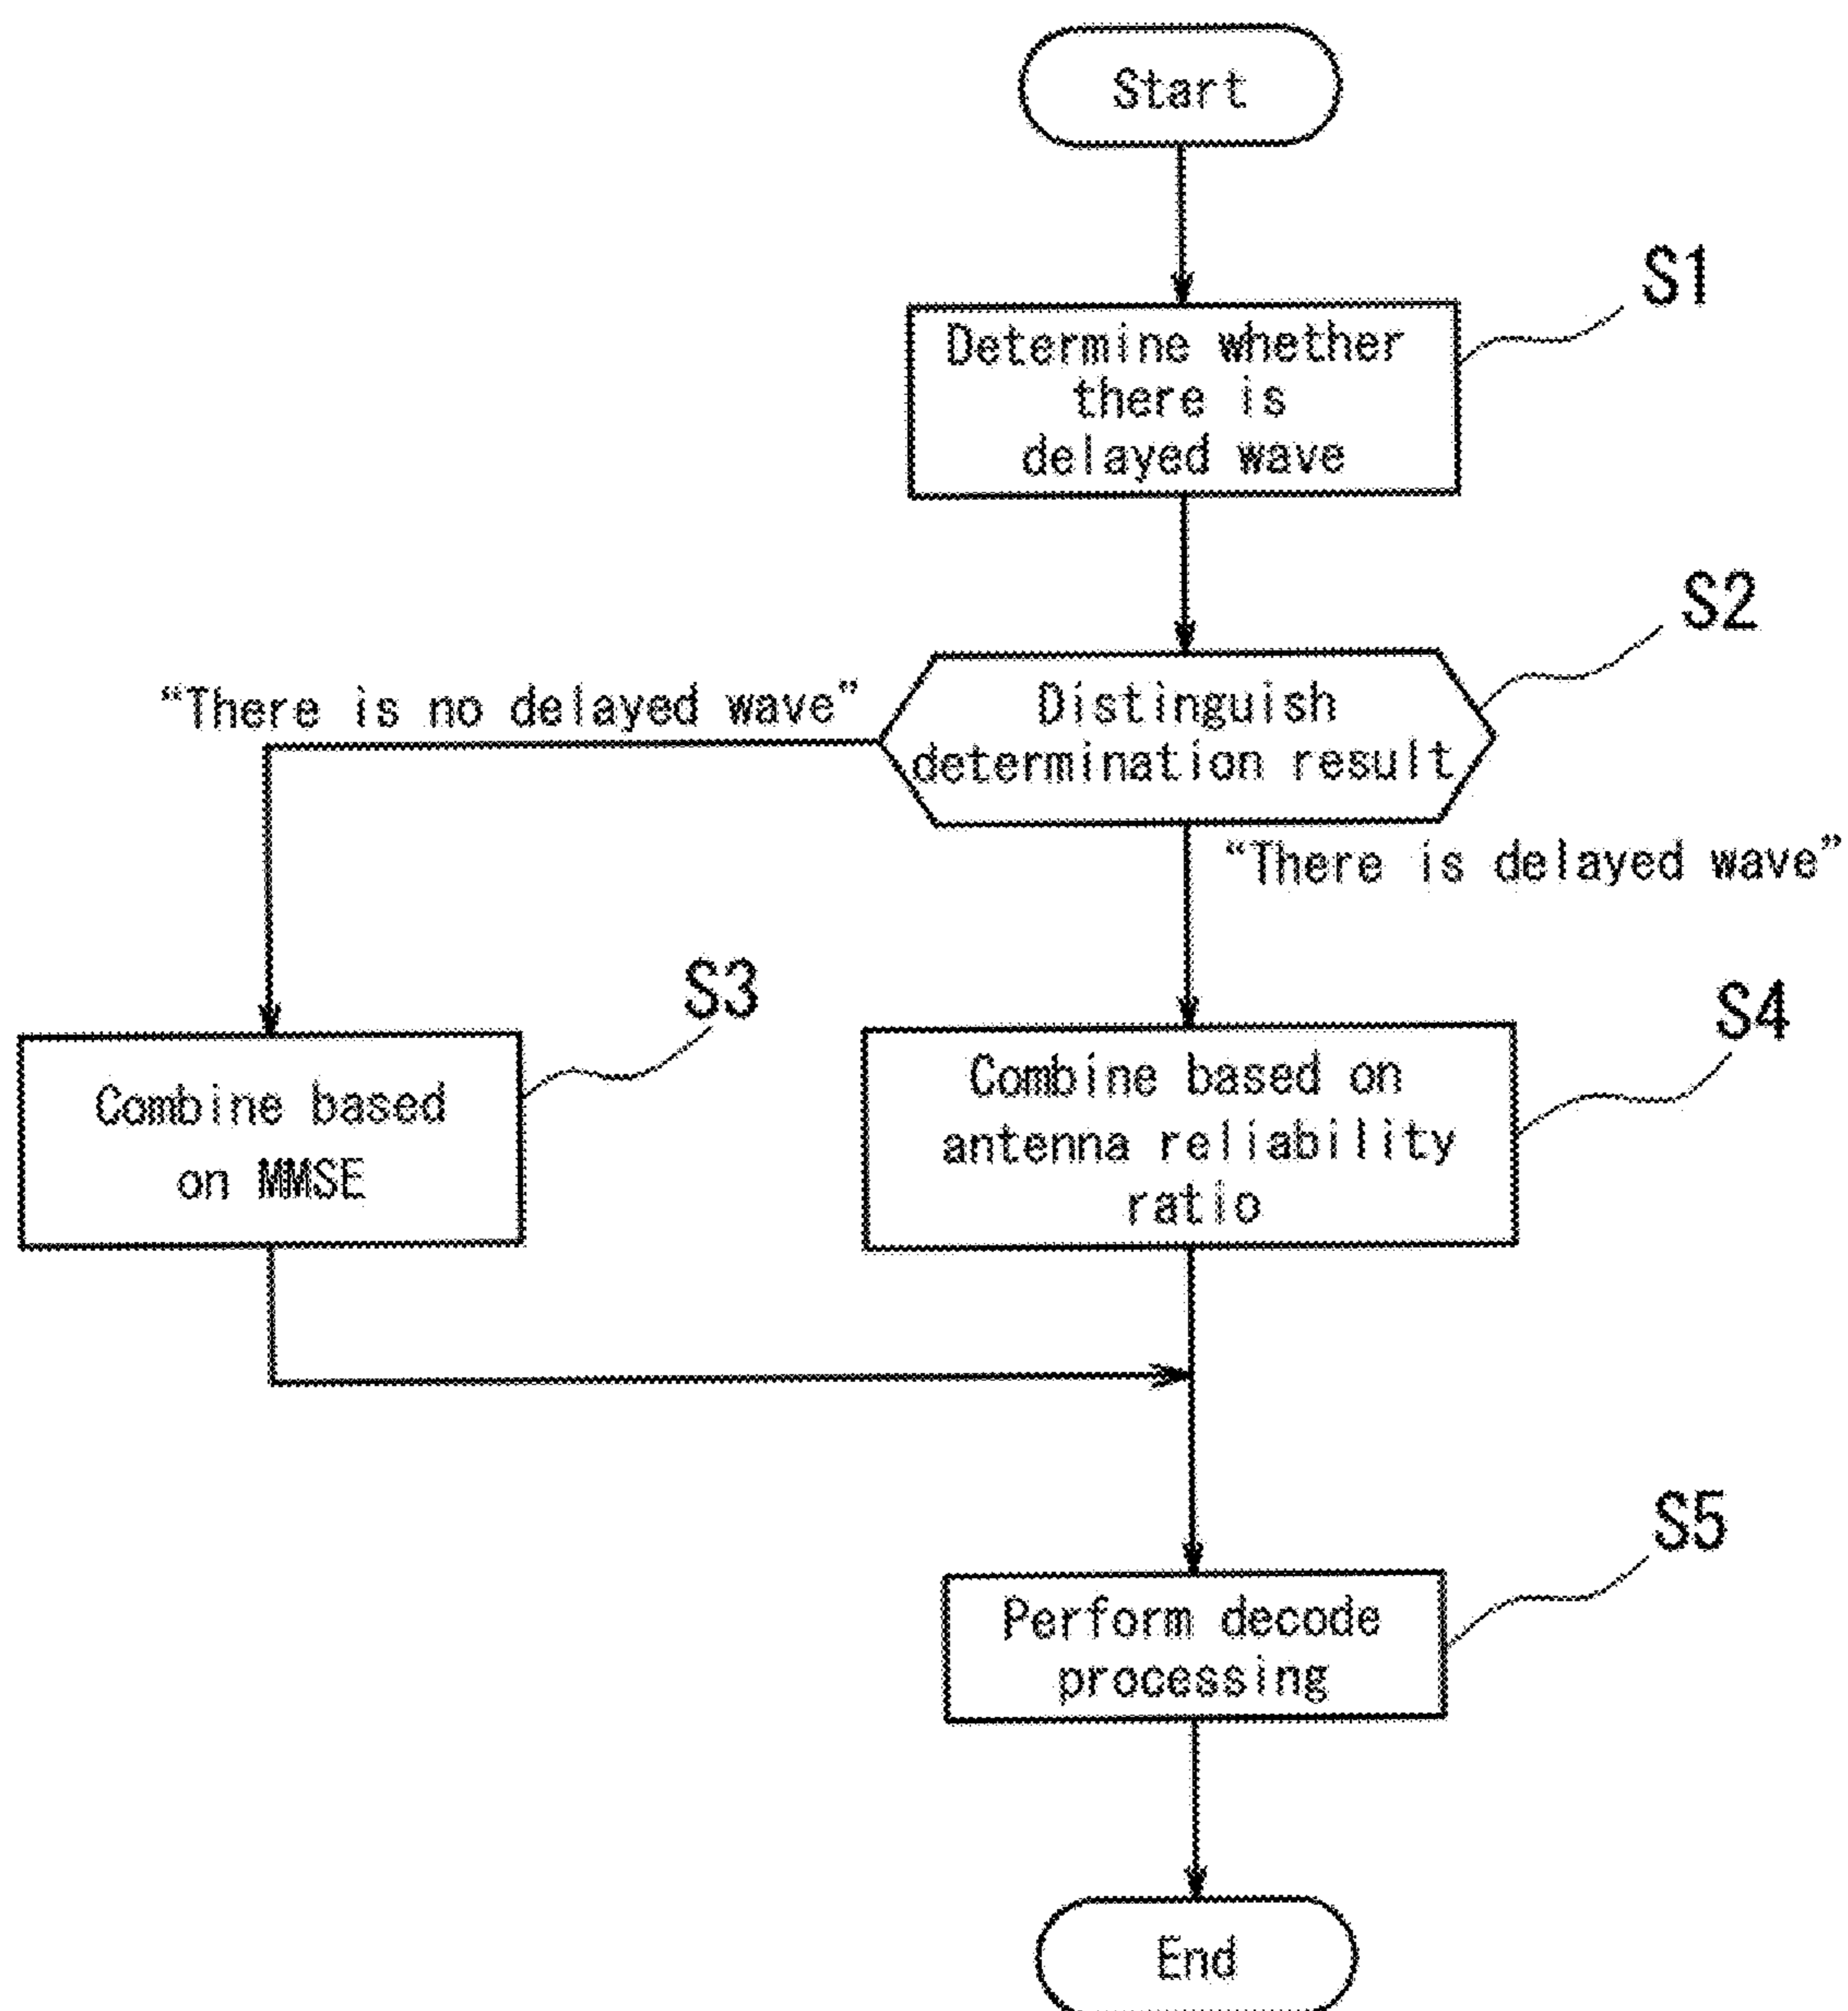 Start
S1
Determine whether
there is
delayed wave
S2
“There is no delayed wave”
Distinguish
determination result
“There is delayed wave”
S3
S4
Combine based
on MMSE
Combine based on
antenna reliability
ratio
S5
Perform decode
processing
End